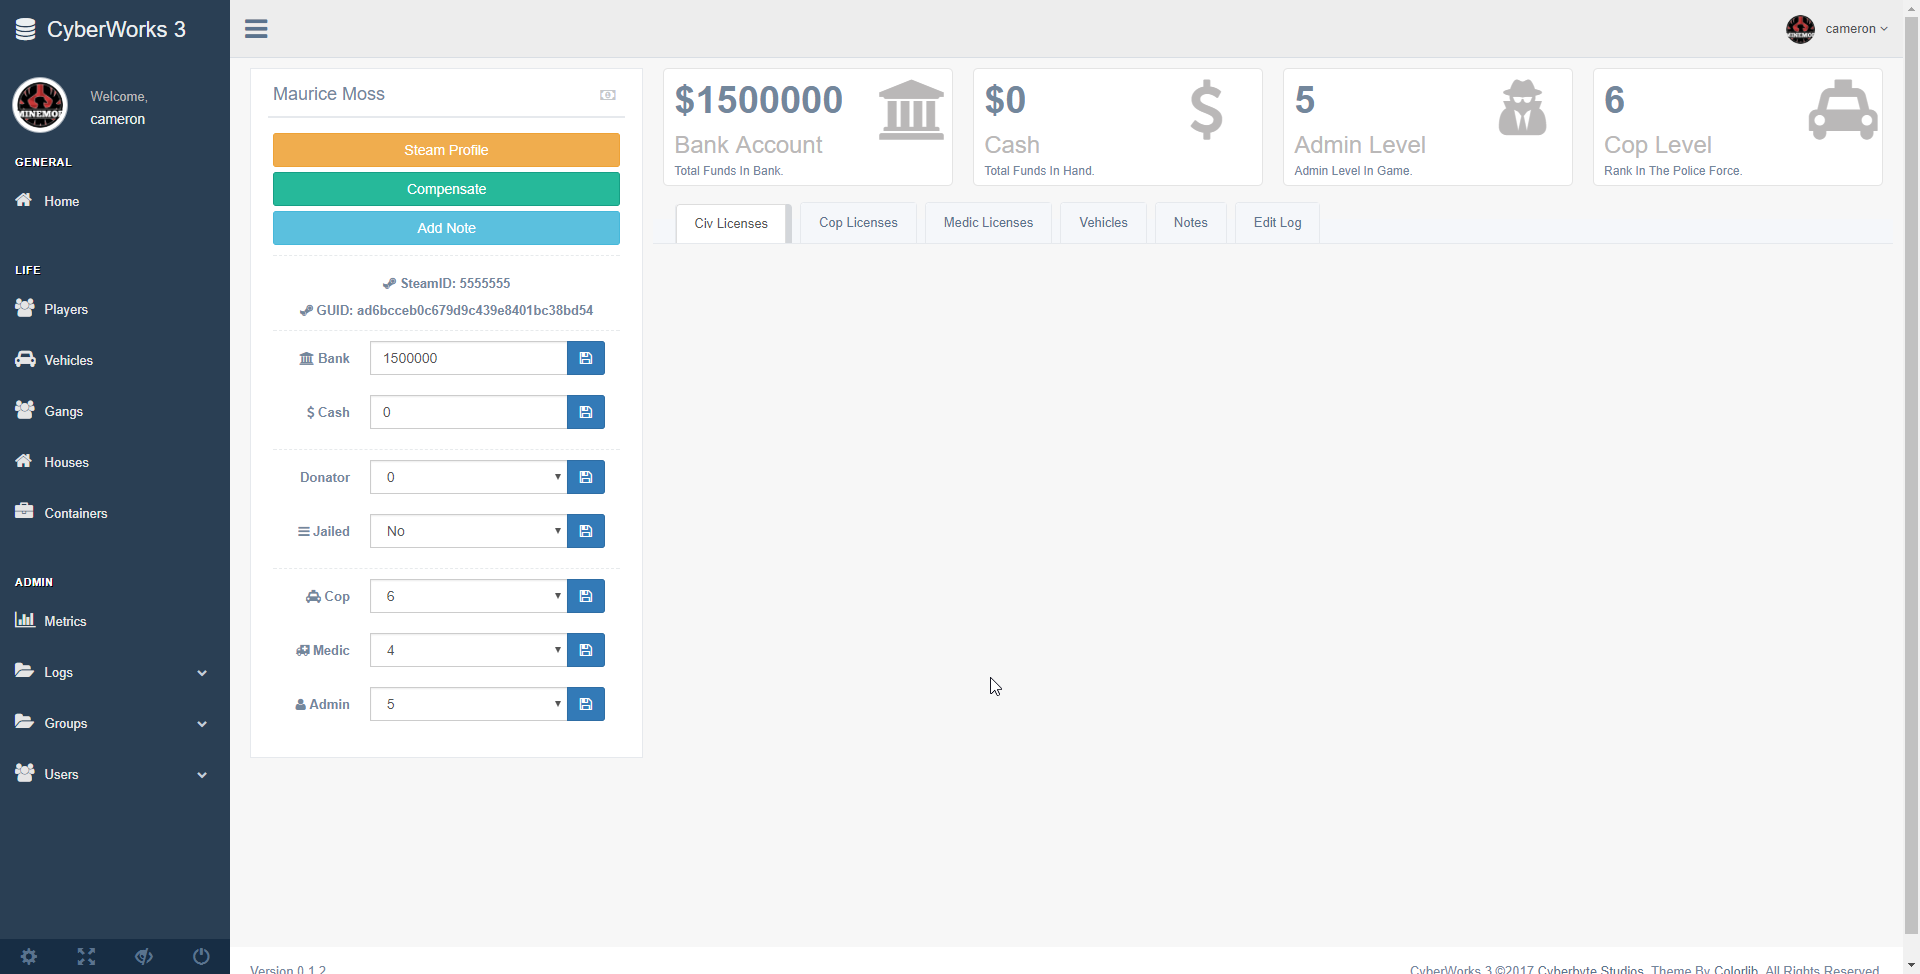 CyberWorks 3
cameron
Welcome,
cameron
GENERAL
Home
LIFE
Players
Vehicles
Gangs
Houses
Containers
ADMIN
Metrics
Logs
Groups
Users
Maurice Moss
Steam Profile
Compensate
Add Note
SteamID: 5555555
GUID: ad6bcceb0c679d9c439e8401bc38bd54
Bank 1500000
Cash 0
Donator 0
Jailed No
Cop 6
Medic 4
Admin 5
$1500000
Bank Account
Total Funds In Bank.
$0
Cash
Total Funds In Hand.
5
Admin Level
Admin Level In Game.
6
Cop Level
Rank In The Police Force.
Civ Licenses Cop Licenses Medic Licenses Vehicles Notes Edit Log
Version 0.1.2
CyberWorks 3 ©2017 Cyberbyte Studios. Theme By Colorlib. All Rights Reserved